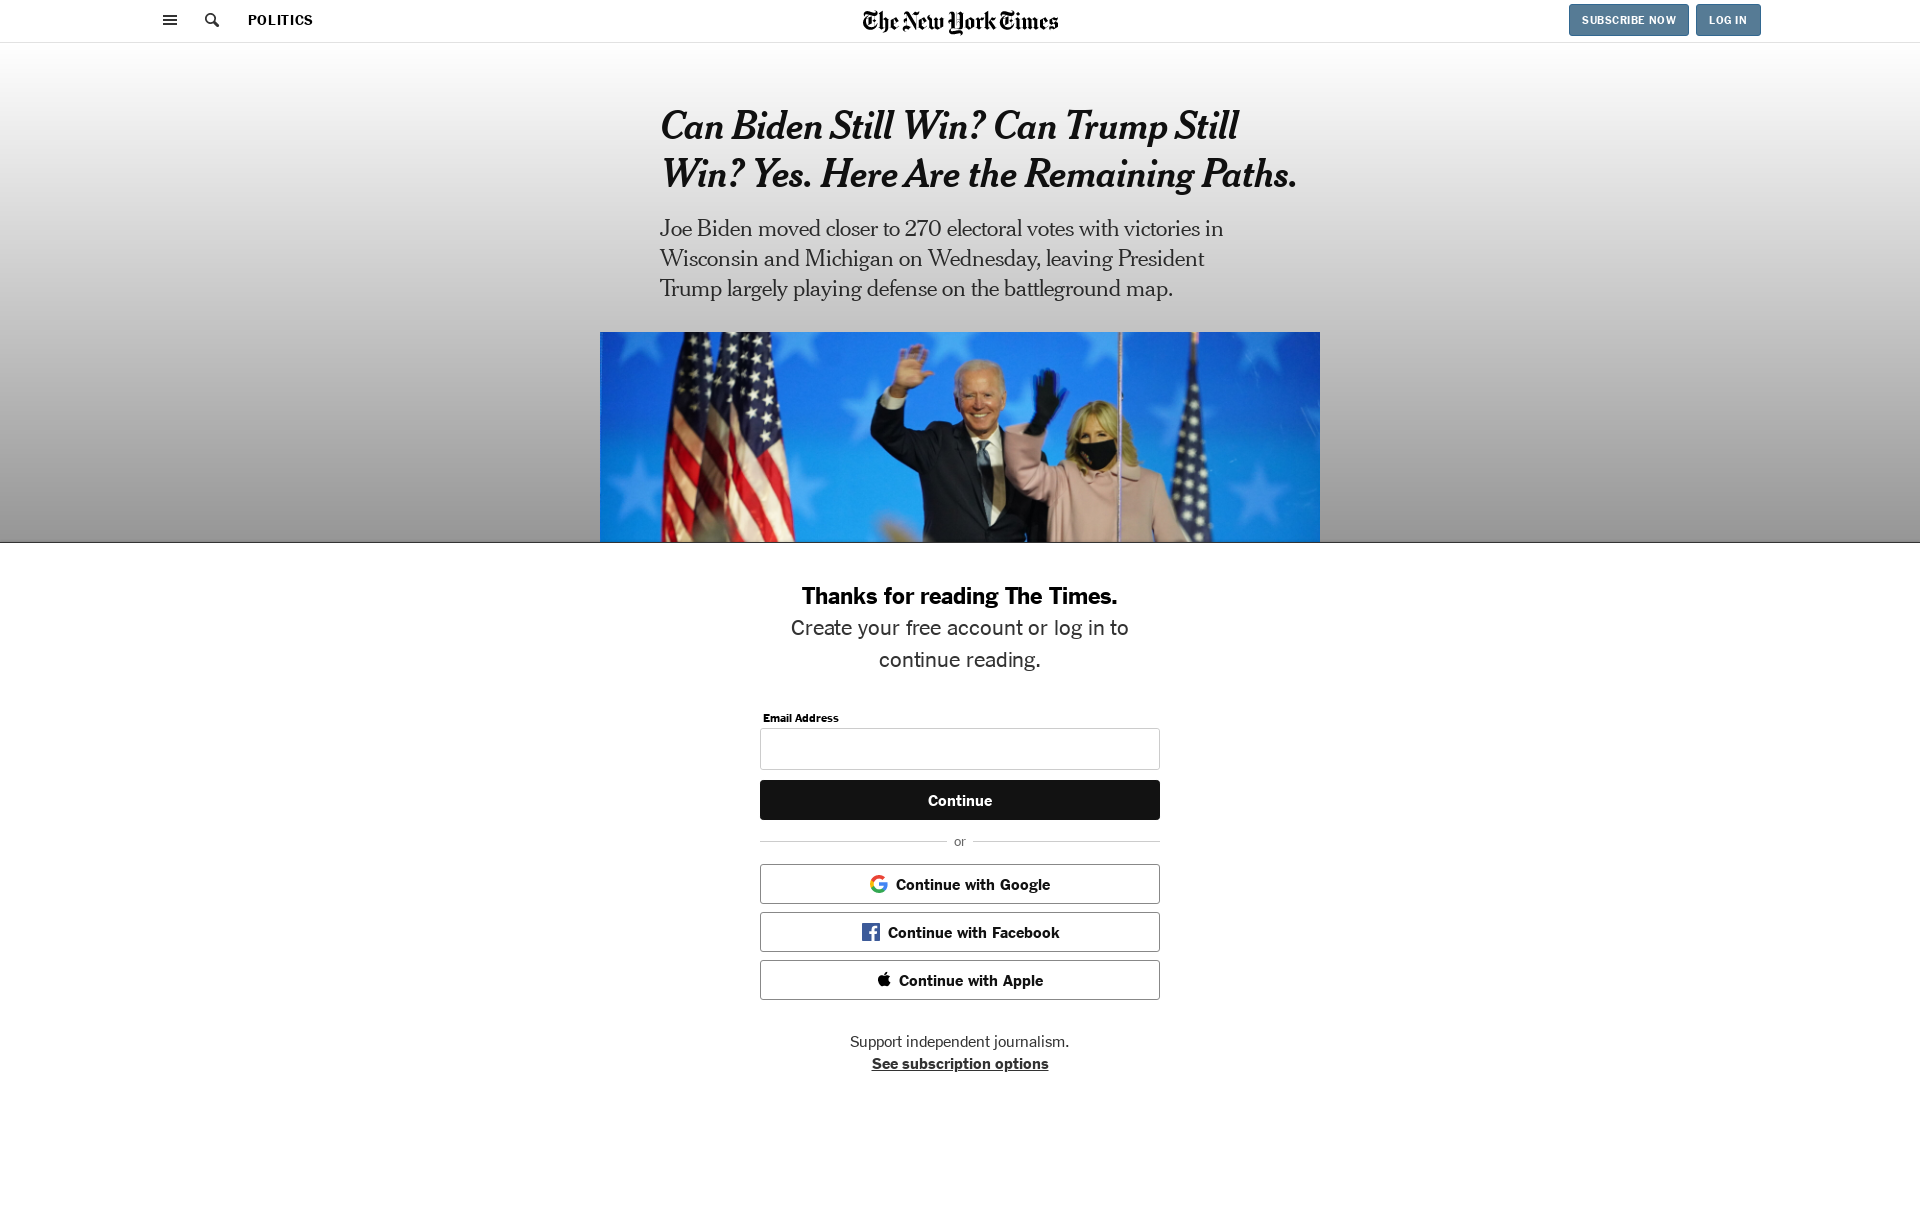 POLITICS
The New York Times
SUBSCRIBE NOW
LOG IN
Can Biden Still Win? Can Trump Still
Win? Yes. Here Are the Remaining Paths.
Joe Biden moved closer to 270 electoral votes with victories in
Wisconsin and Michigan on Wednesday, leaving President
Trump largely playing defense on the battleground map.
Thanks for reading The Times.
Create your free account or log in to
continue reading.
Email Address
Continue
or
Continue with Google
Continue with Facebook
Continue with Apple
Support independent journalism.
See subscription options